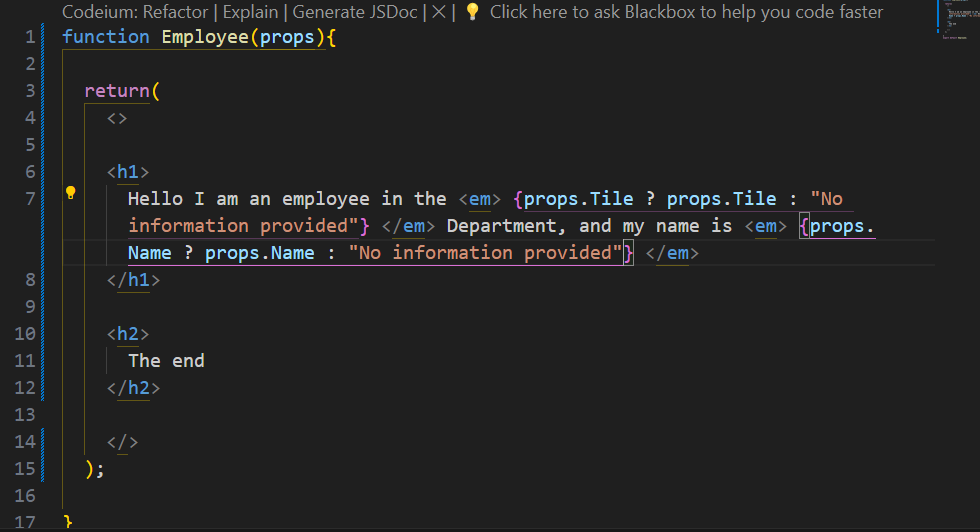 Codeium: Refactor | Explain | Generate JSDoc | X | 💡 Click here to ask Blackbox to help you code faster
1 function Employee(props){
2
3 return(
4 <>
5
6 <h1>
7 Hello I am an employee in the <em> {props.Tile ? props.Tile : "No
information provided"} </em> Department, and my name is <em> {props.
Name ? props.Name : "No information provided"} </em>
8 </h1>
9
10 <h2>
11 The end
12 </h2>
13
14 </>
15 );
16
17 }